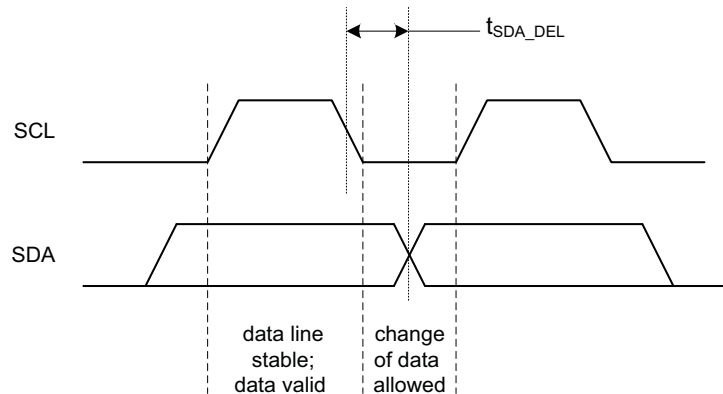 tSDA_DEL
SCL
SDA
data line
stable;
data valid
change
of data
allowed